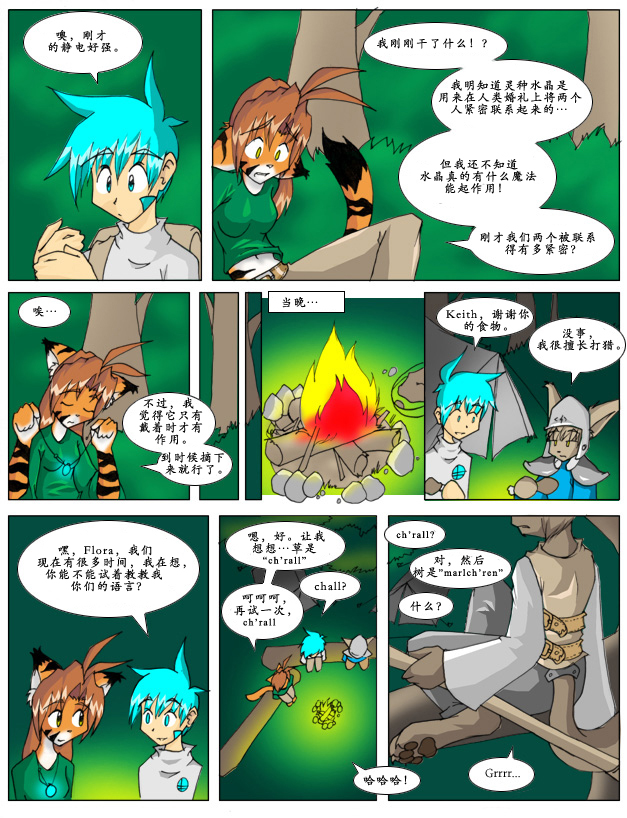 噢，刚才
的静电好强。
我刚刚干了什么！？
我明知道灵种水晶是
用来在人类婚礼上将两个
人紧密联系起来的…
但我还不知道
水晶真的有什么魔法
能起作用！
刚才我们两个被联系
得有多紧密？
唉…
不过，我
觉得它只有
戴着时才有
作用。
到时候摘下
来就行了。
当晚…
Keith，谢谢你
的食物。
没事，
我很擅长打猎。
嘿，Flora，我们
现在有很多时间，我在想，
你能不能试着教教我
你们的语言？
嗯，好。让我
想想…草是
"ch'rall"
chall?
呵呵呵，
再试一次，
ch'rall
ch'rall?
对，然后
树是"marlch'ren"
什么？
哈哈哈！
Grrrr...